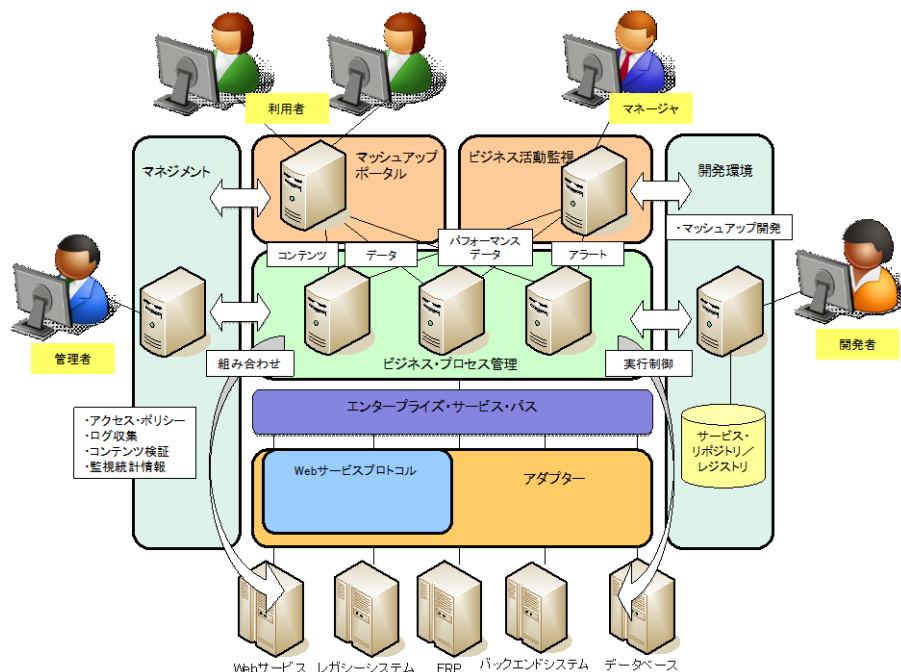 利用者
マネージャ
マネジメント
マッシュアップ
ポータル
ビジネス活動監視
開発環境
・マッシュアップ開発
コンテンツ
データ
パフォーマンス
データ
アラート
管理者
組み合わせ
ビジネス・プロセス管理
実行制御
開発者
エンタープライズ・サービス・バス
・アクセス・ポリシー
・ログ収集
・コンテンツ検証
・監視統計情報
サービス・
リポジトリ／
レジストリ
Webサービスプロトコル
アダプター
Webサービス
レガシーシステム
ERP
バックエンドシステム
データベース